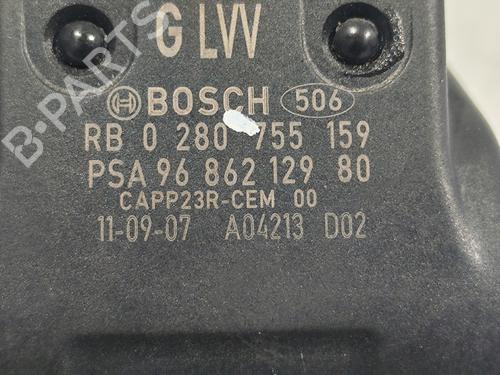 G LVV
BOSCH 506
RB 0 280 755 159
PSA 96 862 129 80
CAPP23R-CEM 00
11-09-07 A04213 D02
B-PARTS